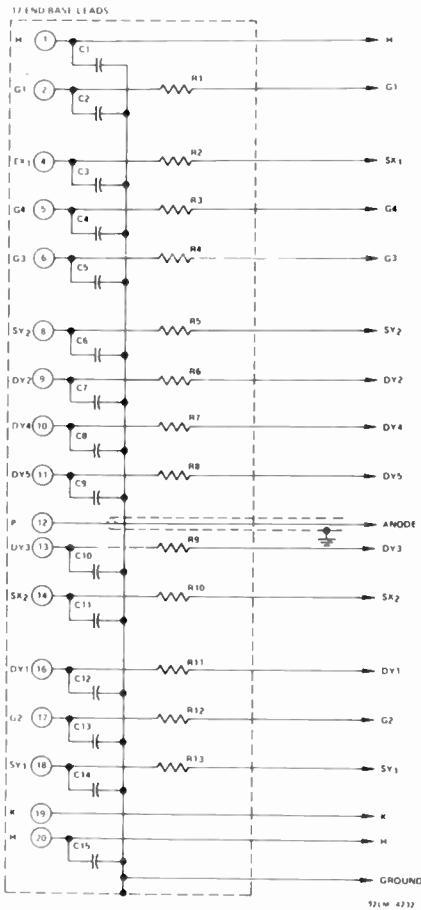 17 END BASE LEADS
H 1 C1 H
G1 2 C2 R1 G1
EX1 4 C3 R2 SX1
G4 5 C4 R3 G4
G3 6 C5 R4 G3
SY2 8 C6 R5 SY2
DY2 9 C7 R6 DY2
DY4 10 C8 R7 DY4
DY5 11 C9 R8 DY5
P 12 ANODE
DY3 13 C10 R9 DY3
SX2 14 C11 R10 SX2
DY1 16 C12 R11 DY1
G2 17 C13 R12 G2
SY1 18 C14 R13 SY1
K 19 K
H 20 C15 H
GROUND
92LM-4232